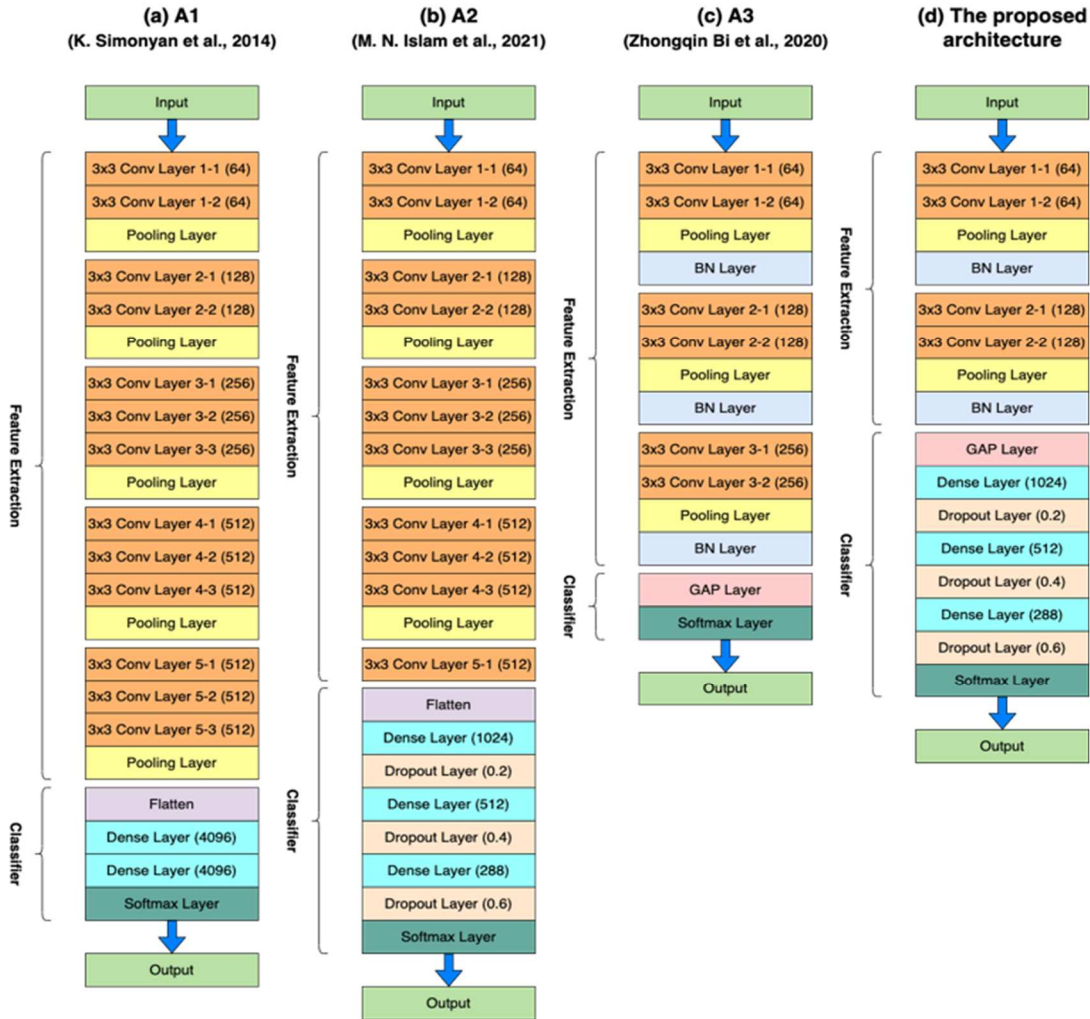 (a) A1
(K. Simonyan et al., 2014)
Input
3x3 Conv Layer 1-1 (64)
3x3 Conv Layer 1-2 (64)
Pooling Layer
3x3 Conv Layer 2-1 (128)
3x3 Conv Layer 2-2 (128)
Pooling Layer
3x3 Conv Layer 3-1 (256)
3x3 Conv Layer 3-2 (256)
3x3 Conv Layer 3-3 (256)
Pooling Layer
3x3 Conv Layer 4-1 (512)
3x3 Conv Layer 4-2 (512)
3x3 Conv Layer 4-3 (512)
Pooling Layer
3x3 Conv Layer 5-1 (512)
3x3 Conv Layer 5-2 (512)
3x3 Conv Layer 5-3 (512)
Pooling Layer
Flatten
Dense Layer (4096)
Dense Layer (4096)
Softmax Layer
Output
Feature Extraction
Classifier
(b) A2
(M. N. Islam et al., 2021)
Input
3x3 Conv Layer 1-1 (64)
3x3 Conv Layer 1-2 (64)
Pooling Layer
3x3 Conv Layer 2-1 (128)
3x3 Conv Layer 2-2 (128)
Pooling Layer
3x3 Conv Layer 3-1 (256)
3x3 Conv Layer 3-2 (256)
3x3 Conv Layer 3-3 (256)
Pooling Layer
3x3 Conv Layer 4-1 (512)
3x3 Conv Layer 4-2 (512)
3x3 Conv Layer 4-3 (512)
Pooling Layer
3x3 Conv Layer 5-1 (512)
Flatten
Dense Layer (1024)
Dropout Layer (0.2)
Dense Layer (512)
Dropout Layer (0.4)
Dense Layer (288)
Dropout Layer (0.6)
Softmax Layer
Output
Feature Extraction
Classifier
(c) A3
(Zhongqin Bi et al., 2020)
Input
3x3 Conv Layer 1-1 (64)
3x3 Conv Layer 1-2 (64)
Pooling Layer
BN Layer
3x3 Conv Layer 2-1 (128)
3x3 Conv Layer 2-2 (128)
Pooling Layer
BN Layer
3x3 Conv Layer 3-1 (256)
3x3 Conv Layer 3-2 (256)
Pooling Layer
BN Layer
GAP Layer
Softmax Layer
Output
Feature Extraction
Classifier
(d) The proposed
architecture
Input
3x3 Conv Layer 1-1 (64)
3x3 Conv Layer 1-2 (64)
Pooling Layer
BN Layer
3x3 Conv Layer 2-1 (128)
3x3 Conv Layer 2-2 (128)
Pooling Layer
BN Layer
GAP Layer
Dense Layer (1024)
Dropout Layer (0.2)
Dense Layer (512)
Dropout Layer (0.4)
Dense Layer (288)
Dropout Layer (0.6)
Softmax Layer
Output
Feature Extraction
Classifier